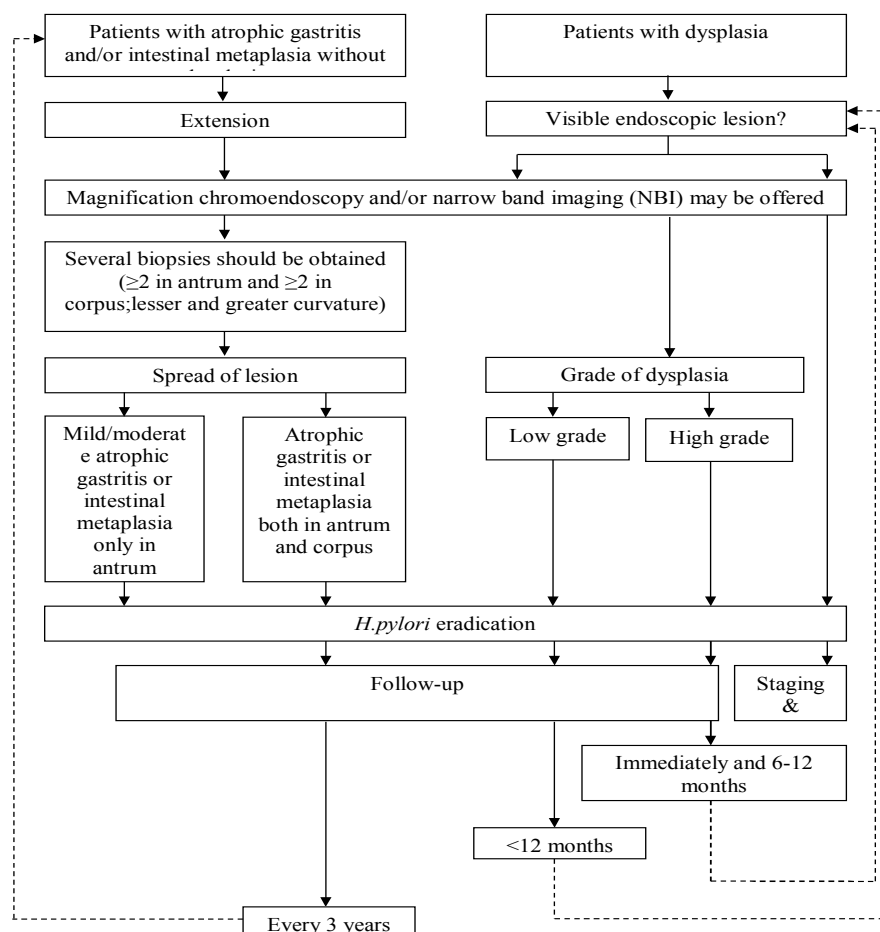 Patients with atrophic gastritis
and/or intestinal metaplasia without
Patients with dysplasia
Extension
Visible endoscopic lesion?
Magnification chromoendoscopy and/or narrow band imaging (NBI) may be offered
Several biopsies should be obtained
(≥2 in antrum and ≥2 in
corpus;lesser and greater curvature)
Spread of lesion
Grade of dysplasia
Mild/moderat
e atrophic
gastritis or
intestinal
metaplasia
only in
antrum
Atrophic
gastritis or
intestinal
metaplasia
both in antrum
and corpus
Low grade
High grade
H.pylori eradication
Follow-up
Staging
&
Immediately and 6-12
months
<12 months
Every 3 years